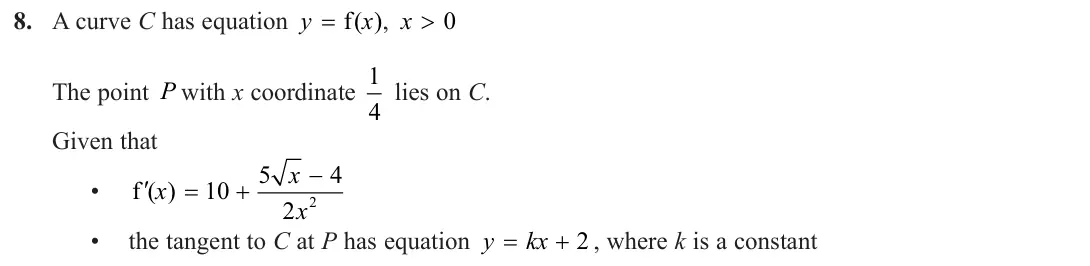 8. A curve C has equation y = f(x), x > 0
The point P with x coordinate 1/4 lies on C.
Given that
• f′(x) = 10 + (5√x − 4)/(2x²)
• the tangent to C at P has equation y = kx + 2, where k is a constant